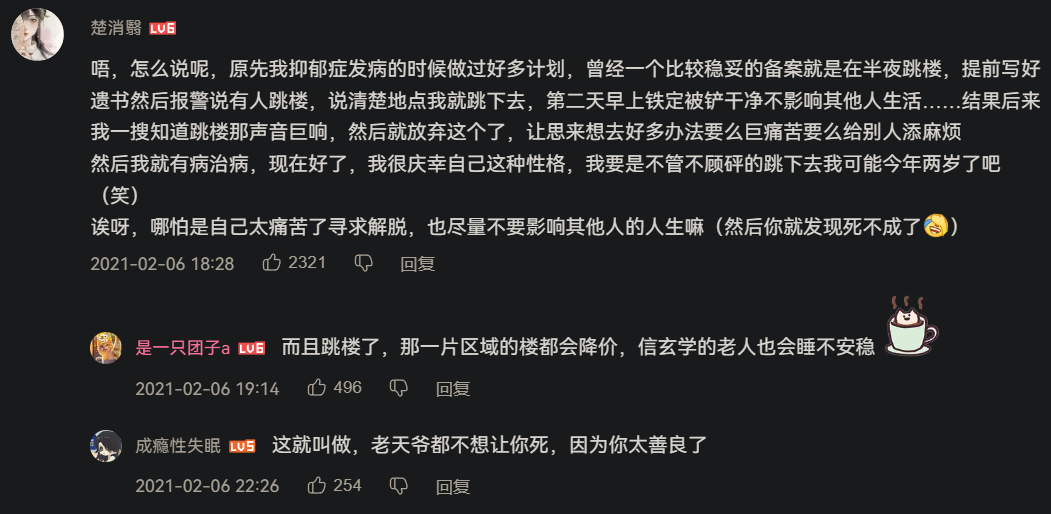 楚消翳 LV6
唔，怎么说呢，原先我抑郁症发病的时候做过好多计划，曾经一个比较稳妥的备案就是在半夜跳楼，提前写好
遗书然后报警说有人跳楼，说清楚地点我就跳下去，第二天早上铁定被铲干净不影响其他人生活……结果后来
我一搜知道跳楼那声音巨响，然后就放弃这个了，让思来想去好多办法要么巨痛苦要么给别人添麻烦
然后我就有病治病，现在好了，我很庆幸自己这种性格，我要是不管不顾砰的跳下去我可能今年两岁了吧
（笑）
诶呀，哪怕是自己太痛苦了寻求解脱，也尽量不要影响其他人的人生嘛（然后你就发现死不成了🤣）
2021-02-06 18:28 2321 回复
是一只团子a LV6 而且跳楼了，那一片区域的楼都会降价，信玄学的老人也会睡不安稳
2021-02-06 19:14 496 回复
成瘾性失眠 LV5 这就叫做，老天爷都不想让你死，因为你太善良了
2021-02-06 22:26 254 回复